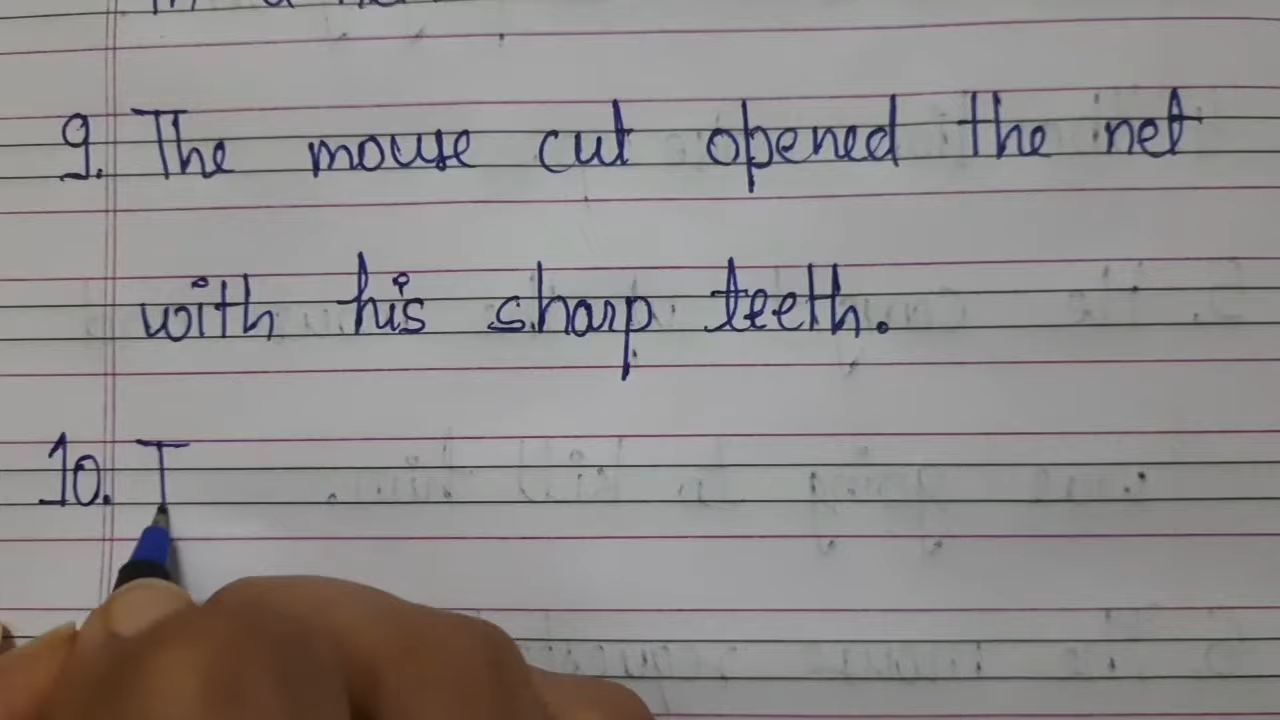 9. The mouse cut opened the net
with his sharp teeth.
10. T